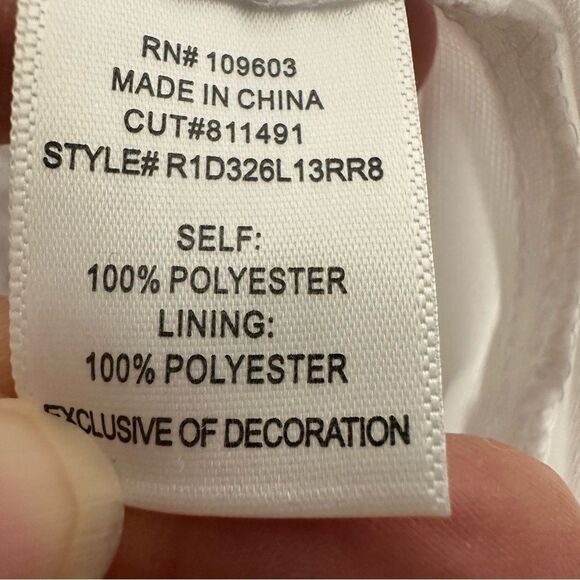 RN# 109603
MADE IN CHINA
CUT#811491
STYLE# R1D326L13RR8
SELF:
100% POLYESTER
LINING:
100% POLYESTER
EXCLUSIVE OF DECORATION